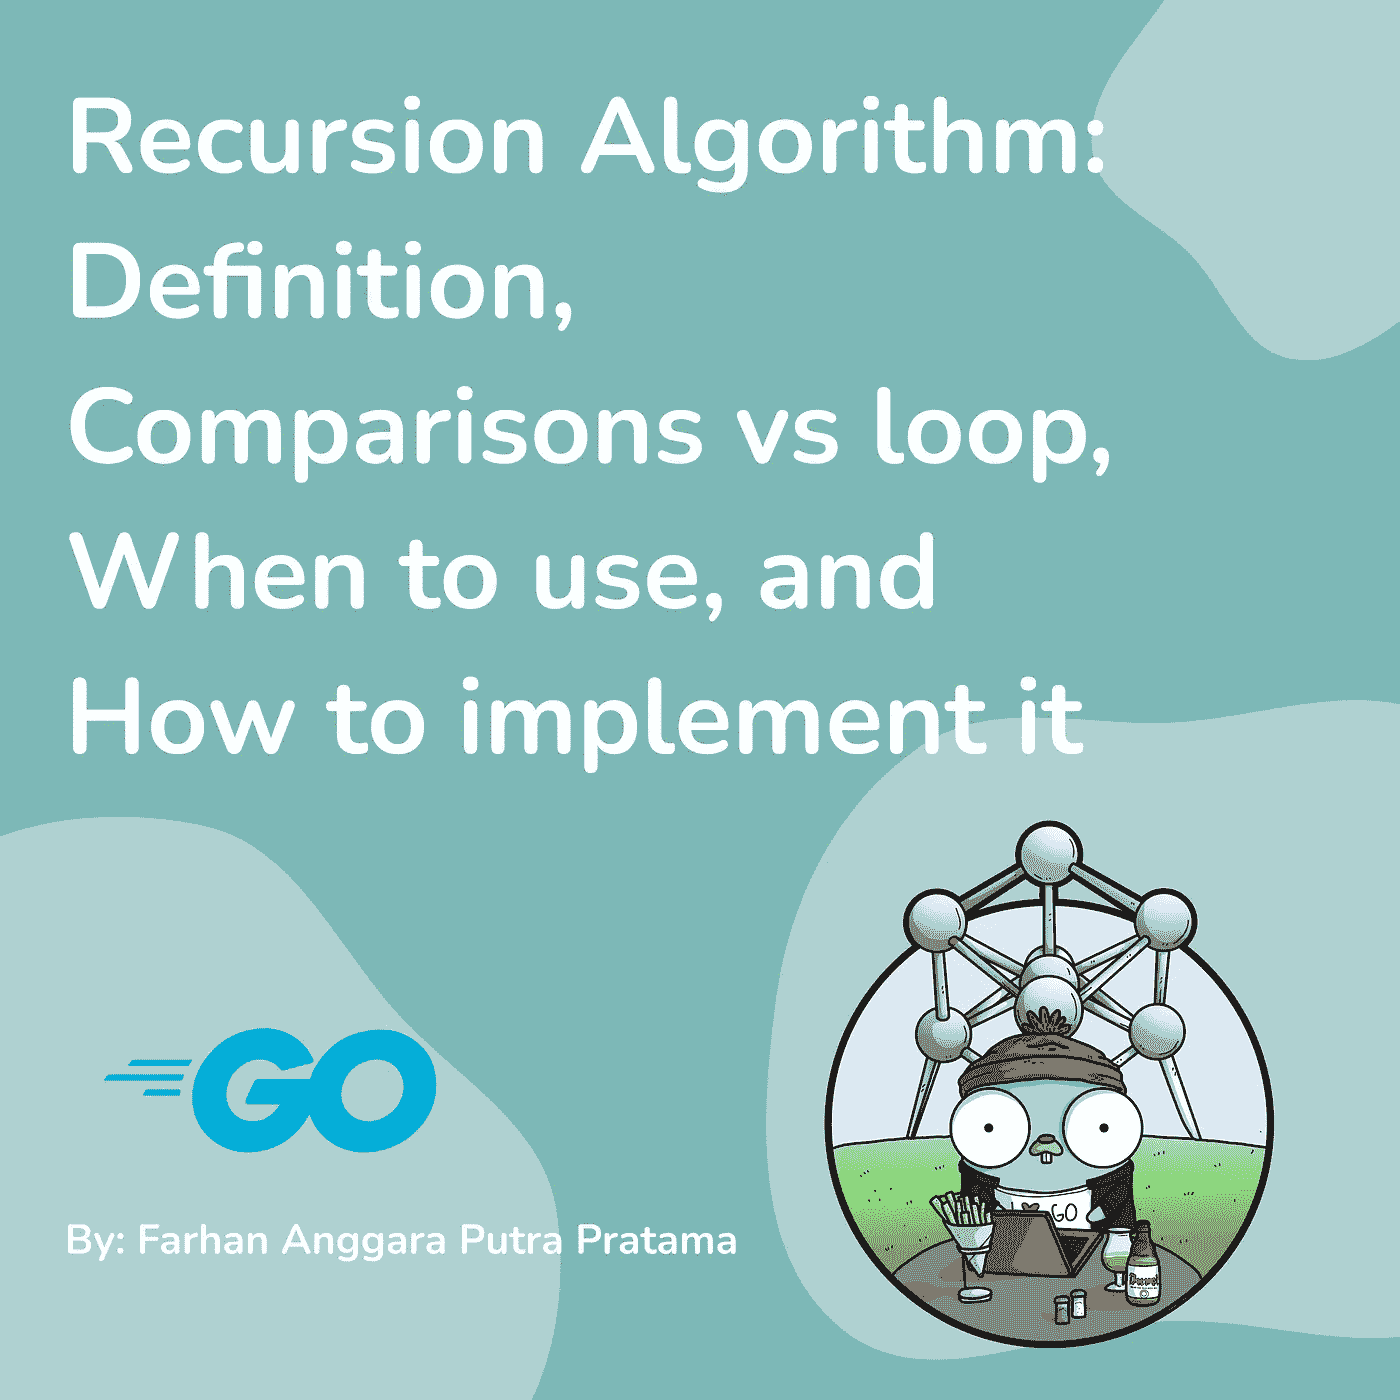 Recursion Algorithm:
Definition,
Comparisons vs loop,
When to use, and
How to implement it
GO
By: Farhan Anggara Putra Pratama
GO
Duvel